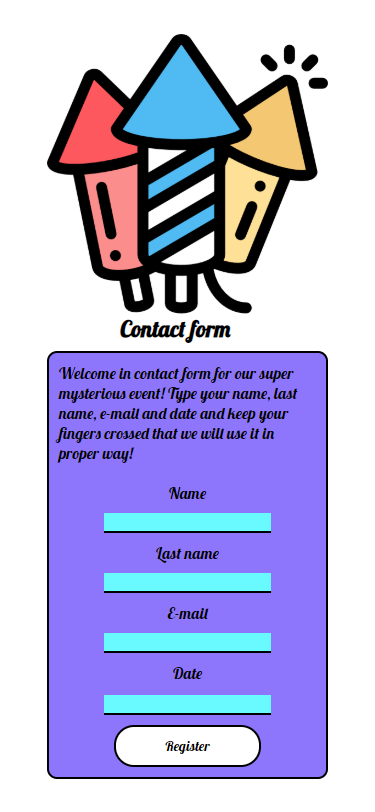 Contact form
Welcome in contact form for our super
mysterious event! Type your name, last
name, e-mail and date and keep your
fingers crossed that we will use it in
proper way!
Name
Last name
E-mail
Date
Register